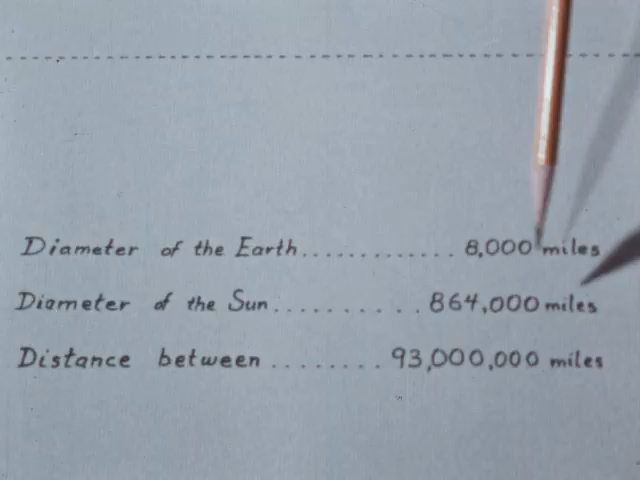 Diameter of the Earth............. 8,000 miles
Diameter of the Sun.......... 864,000 miles
Distance between ........ 93,000,000 miles